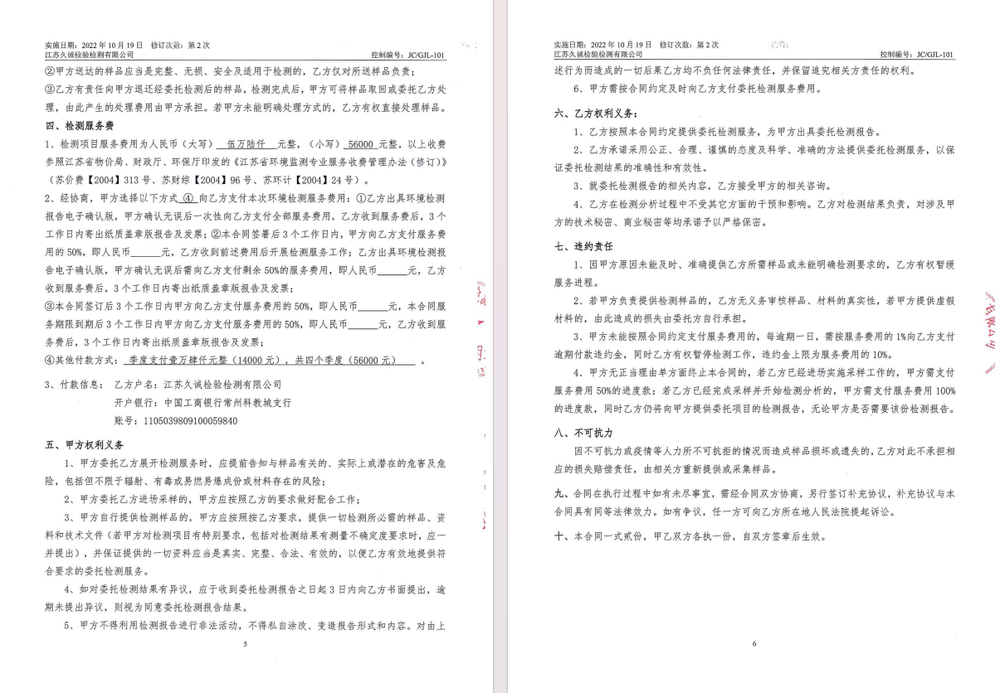 实施日期：2022 年 10 月 19 日 修订次数：第 2 次
江苏久诚检验检测有限公司 控制编号：JC/GJL-101
②甲方送达的样品应当是完整、无损、安全及适用于检测的，乙方仅对所送样品负责；
③乙方有责任向甲方退还经委托检测后的样品，检测完成后，甲方可将样品取回或委托乙方处
理，由此产生的处理费用由甲方承担。若甲方未能明确处理方式的，乙方有权直接处理样品。
四、检测服务费
1、检测项目服务费用为人民币（大写） 伍万陆仟 元整，（小写） 56000 元整，以上收费
参照江苏省物价局、财政厅、环保厅印发的《江苏省环境监测专业服务收费管理办法（修订）》
（苏价费【2004】313 号、苏财综【2004】96 号、苏环计【2004】24 号）。
2、经协商，甲方选择以下方式 ④ 向乙方支付本次环境检测服务费用：①乙方出具环境检测
报告电子确认版，甲方确认无误后一次性向乙方支付全部服务费用，乙方收到服务费后，3 个
工作日内寄出纸质盖章版报告及发票；②本合同签署后 3 个工作日内，甲方向乙方支付服务费
用的 50%，即人民币______元，乙方收到前述费用后开展检测服务工作；乙方出具环境检测报
告电子确认版，甲方确认无误后需向乙方支付剩余 50%的服务费用，即人民币______元，乙方
收到服务费后，3 个工作日内寄出纸质盖章版报告及发票；
③本合同签订后 3 个工作日内甲方向乙方支付服务费用的 50%，即人民币______元，本合同服
务期限到期后 3 个工作日内甲方向乙方支付服务费用的 50%，即人民币______元，乙方收到服
务费后，3 个工作日内寄出纸质盖章版报告及发票；
④其他付款方式： 季度支付壹万肆仟元整（14000 元），共四个季度（56000 元） 。
3、付款信息： 乙方户名：江苏久诚检验检测有限公司
开户银行：中国工商银行常州科教城支行
账号：1105039809100059840
五、甲方权利义务
1、甲方委托乙方展开检测服务时，应提前告知与样品有关的、实际上或潜在的危害及危
险，包括但不限于辐射、有毒或易燃易爆成份或材料存在的风险；
2、甲方委托乙方进场采样的，甲方应按照乙方的要求做好配合工作；
3、甲方自行提供检测样品的，甲方应按照按乙方要求，提供一切检测所必需的样品、资
料和技术文件（若甲方对检测项目有特别要求，包括对检测结果有测量不确定度要求时，应一
并提出），并保证提供的一切资料应当是真实、完整、合法、有效的，以便乙方有效地提供符
合要求的委托检测服务。
4、如对委托检测结果有异议，应于收到委托检测报告之日起 3 日内向乙方书面提出，逾
期未提出异议，则视为同意委托检测报告结果。
5、甲方不得利用检测报告进行非法活动，不得私自涂改、变造报告形式和内容。对由上
5
实施日期：2022 年 10 月 19 日 修订次数：第 2 次
江苏久诚检验检测有限公司 控制编号：JC/GJL-101
述行为而造成的一切后果乙方均不负任何法律责任，并保留追究相关方责任的权利。
6、甲方需按合同约定及时向乙方支付委托检测服务费用。
六、乙方权利义务：
1、乙方按照本合同约定提供委托检测服务，为甲方出具委托检测报告。
2、乙方承诺采用公正、合理、谨慎的态度及科学、准确的方法提供委托检测服务，以保
证委托检测结果的准确性和有效性。
3、就委托检测报告的相关内容，乙方接受甲方的相关咨询。
4、乙方在检测分析过程中不受其它方面的干预和影响。乙方对检测结果负责，对涉及甲
方的技术秘密、商业秘密等均承诺予以严格保密。
七、违约责任
1、因甲方原因未能及时、准确提供乙方所需样品或未能明确检测要求的，乙方有权暂缓
服务进程。
2、若甲方负责提供检测样品的，乙方无义务审核样品、材料的真实性，若甲方提供虚假
材料的，由此造成的损失由委托方自行承担。
3、甲方未能按照合同约定支付服务费用的，每逾期一日，需按服务费用的 1%向乙方支付
逾期付款违约金，同时乙方有权暂停检测工作，违约金上限为服务费用的 10%。
4、甲方无正当理由单方面终止本合同的，若乙方已经进场实施采样工作的，甲方需支付
服务费用 50%的进度款；若乙方已经完成采样并开始检测分析的，甲方需支付服务费用 100%
的进度款，同时乙方仍将向甲方提供委托项目的检测报告，无论甲方是否需要该份检测报告。
八、不可抗力
因不可抗力或疫情等人力所不可抗拒的情况而造成样品损坏或遗失的，乙方对此不承担相
应的损失赔偿责任，由相关方重新提供或采集样品。
九、合同在执行过程中如有未尽事宜，需经合同双方协商，另行签订补充协议，补充协议与本
合同具有同等法律效力。如有争议，任一方可向乙方所在地人民法院提起诉讼。
十、本合同一式贰份，甲乙双方各执一份，自双方签章后生效。
6